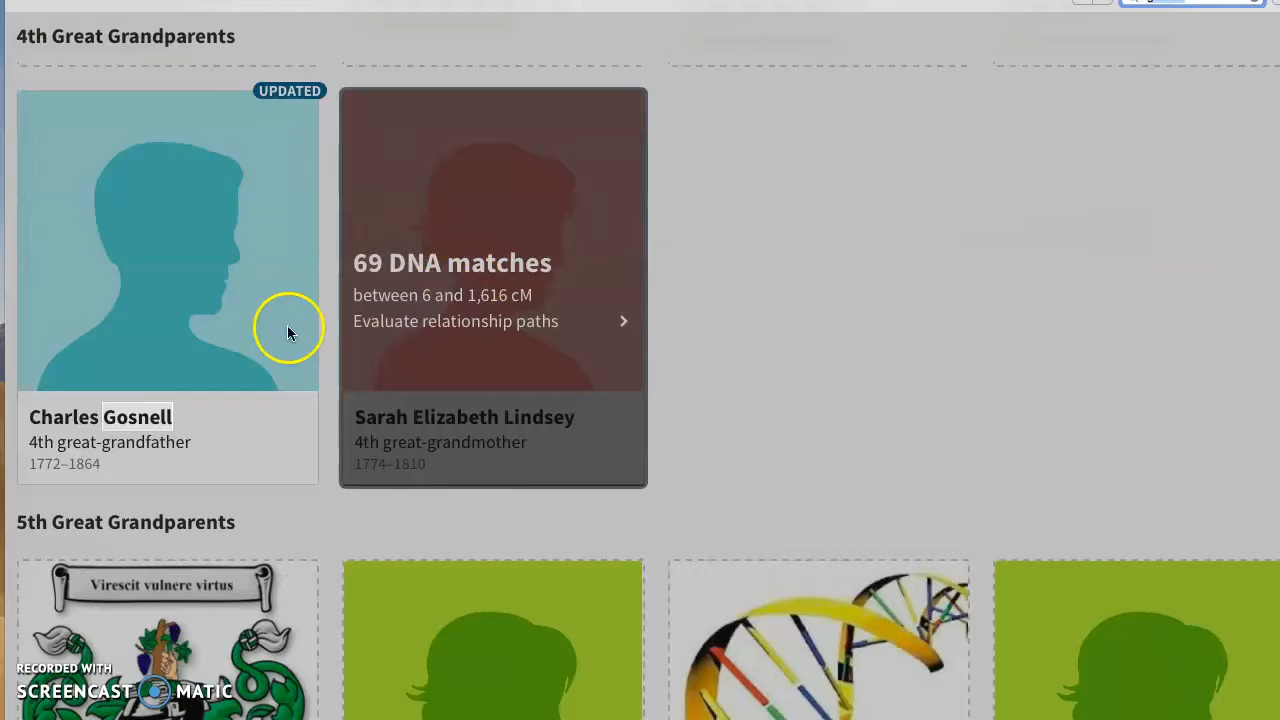 4th Great Grandparents
UPDATED
69 DNA matches
between 6 and 1,616 cM
Evaluate relationship paths
Charles Gosnell
4th great-grandfather
1772–1864
Sarah Elizabeth Lindsey
4th great-grandmother
1774–1810
5th Great Grandparents
Virescit vulnere virtus
RECORDED WITH
SCREENCAST MATIC